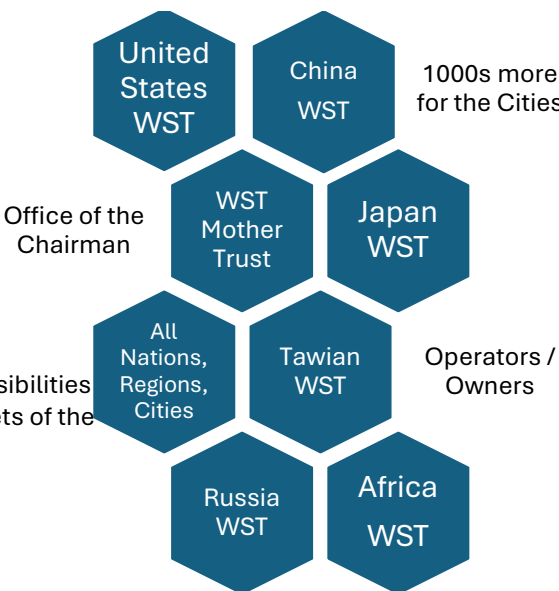 United
States
WST
China
WST
1000s more
for the Cities
Office of the
Chairman
WST
Mother
Trust
Japan
WST
All
Nations,
Regions,
Cities
Tawian
WST
Operators /
Owners
Russia
WST
Africa
WST